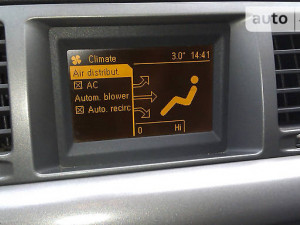 auto
Climate 3.0° 14:41
Air distribut.
AC
Autom. blower
Auto. recirc
0 Hi